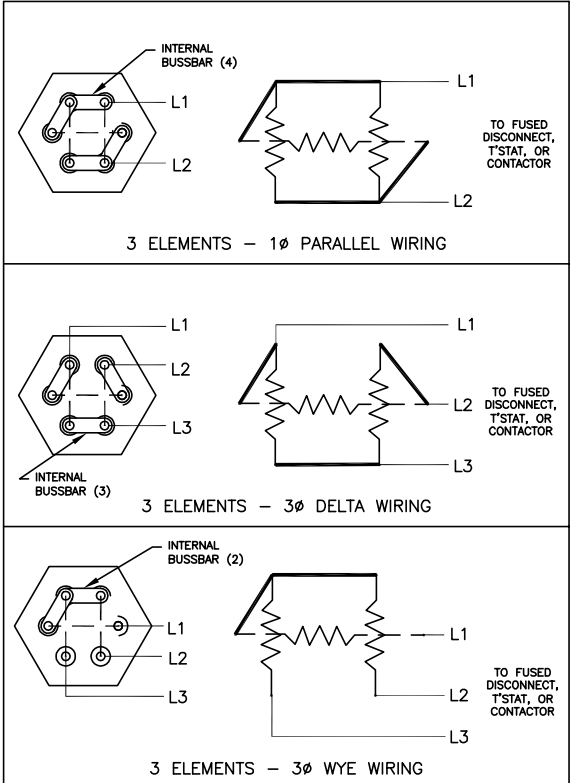 INTERNAL
BUSSBAR (4)
L1
L2
L1
L2
TO FUSED
DISCONNECT,
T'STAT, OR
CONTACTOR
3 ELEMENTS – 1ø PARALLEL WIRING
L1
L2
L3
INTERNAL
BUSSBAR (3)
L1
L2
L3
TO FUSED
DISCONNECT,
T'STAT, OR
CONTACTOR
3 ELEMENTS – 3ø DELTA WIRING
INTERNAL
BUSSBAR (2)
L1
L2
L3
L1
L2
L3
TO FUSED
DISCONNECT,
T'STAT, OR
CONTACTOR
3 ELEMENTS – 3ø WYE WIRING